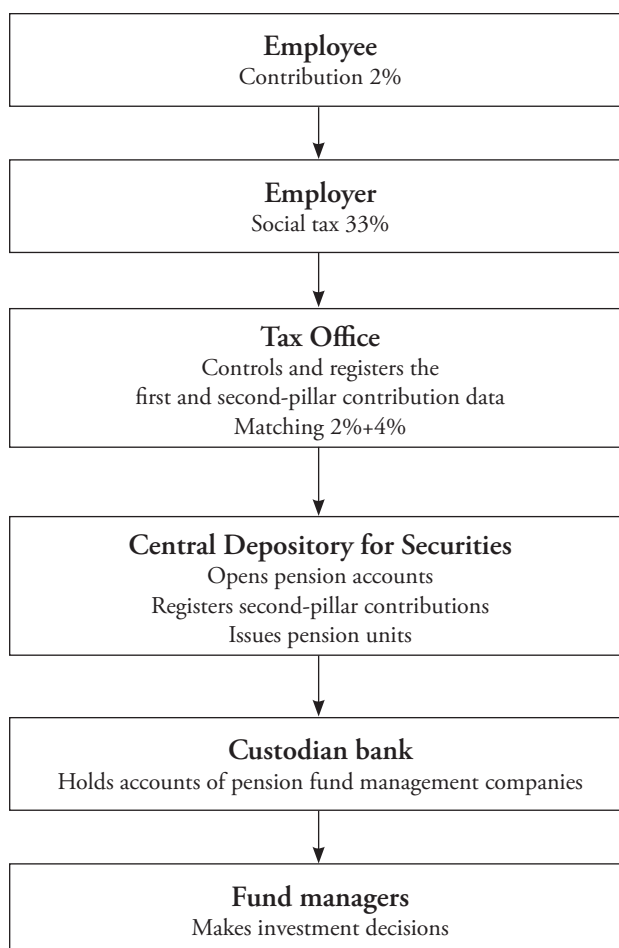 Employee
Contribution 2%
Employer
Social tax 33%
Tax Office
Controls and registers the
first and second-pillar contribution data
Matching 2%+4%
Central Depository for Securities
Opens pension accounts
Registers second-pillar contributions
Issues pension units
Custodian bank
Holds accounts of pension fund management companies
Fund managers
Makes investment decisions